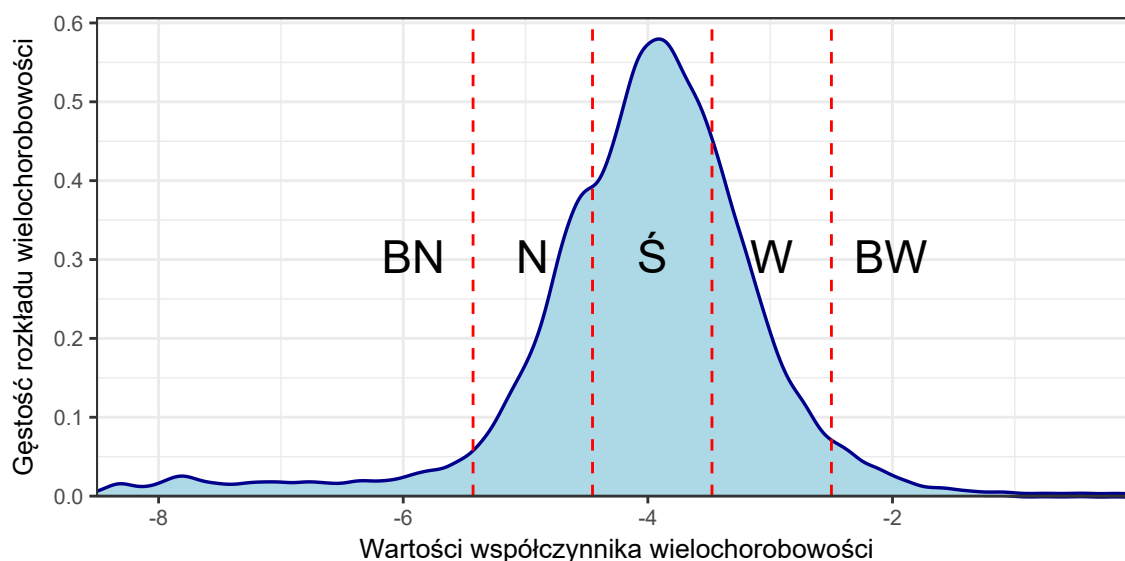 Gęstość rozkładu wielochorobowości
0.6
0.5
0.4
0.3
0.2
0.1
0.0
BN N Ś W BW
-8 -6 -4 -2
Wartości współczynnika wielochorobowości